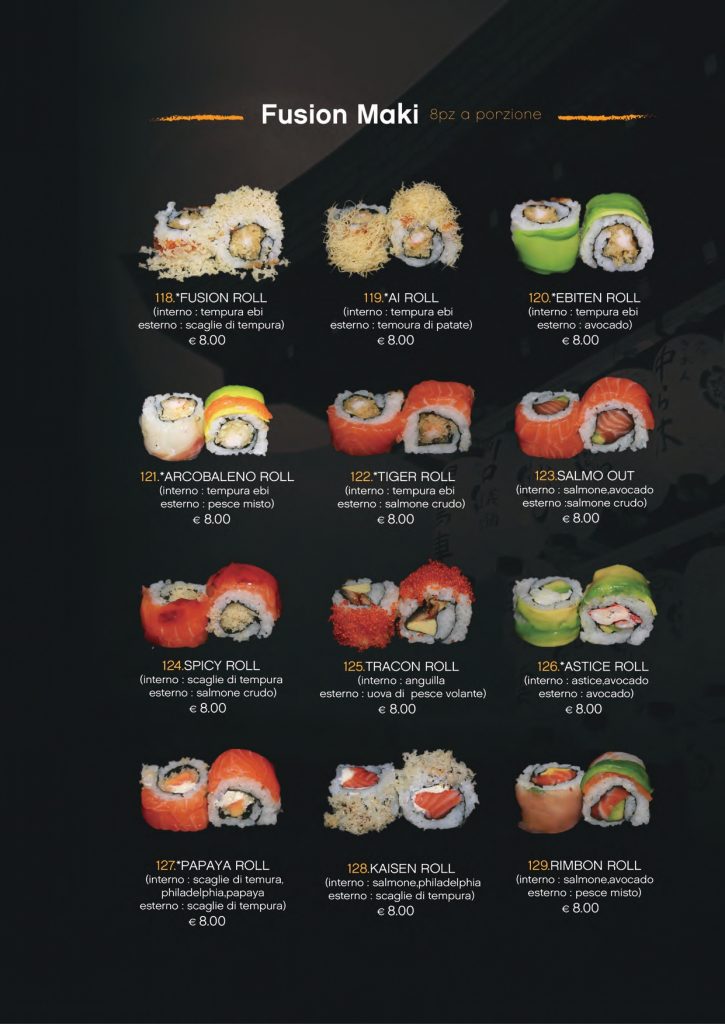 Fusion Maki 8pz a porzione
118.*FUSION ROLL
(interno : tempura ebi
esterno : scaglie di tempura)
€ 8.00
119.*AI ROLL
(interno : tempura ebi
esterno : temoura di patate)
€ 8.00
120.*EBITEN ROLL
(interno : tempura ebi
esterno : avocado)
€ 8.00
121.*ARCOBALENO ROLL
(interno : tempura ebi
esterno : pesce misto)
€ 8.00
122.*TIGER ROLL
(interno : tempura ebi
esterno : salmone crudo)
€ 8.00
123.SALMO OUT
(interno : salmone,avocado
esterno :salmone crudo)
€ 8.00
124.SPICY ROLL
(interno : scaglie di tempura
esterno : salmone crudo)
€ 8.00
125.TRACON ROLL
(interno : anguilla
esterno : uova di pesce volante)
€ 8.00
126.*ASTICE ROLL
(interno : astice,avocado
esterno : avocado)
€ 8.00
127.*PAPAYA ROLL
(interno : scaglie di temura,
philadelphia,papaya
esterno : scaglie di tempura)
€ 8.00
128.KAISEN ROLL
(interno : salmone,philadelphia
esterno : scaglie di tempura)
€ 8.00
129.RIMBON ROLL
(interno : salmone,avocado
esterno : pesce misto)
€ 8.00